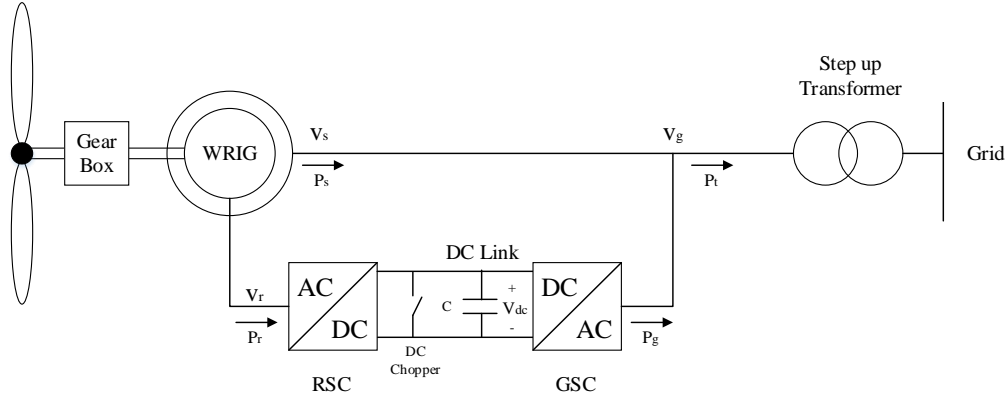 Step up
Transformer
Gear
Box
WRIG
Vs
Ps
Vg
Pt
Grid
DC Link
Vr
Pr
AC
DC
C
+
Vdc
-
DC
AC
Pg
DC
Chopper
RSC
GSC